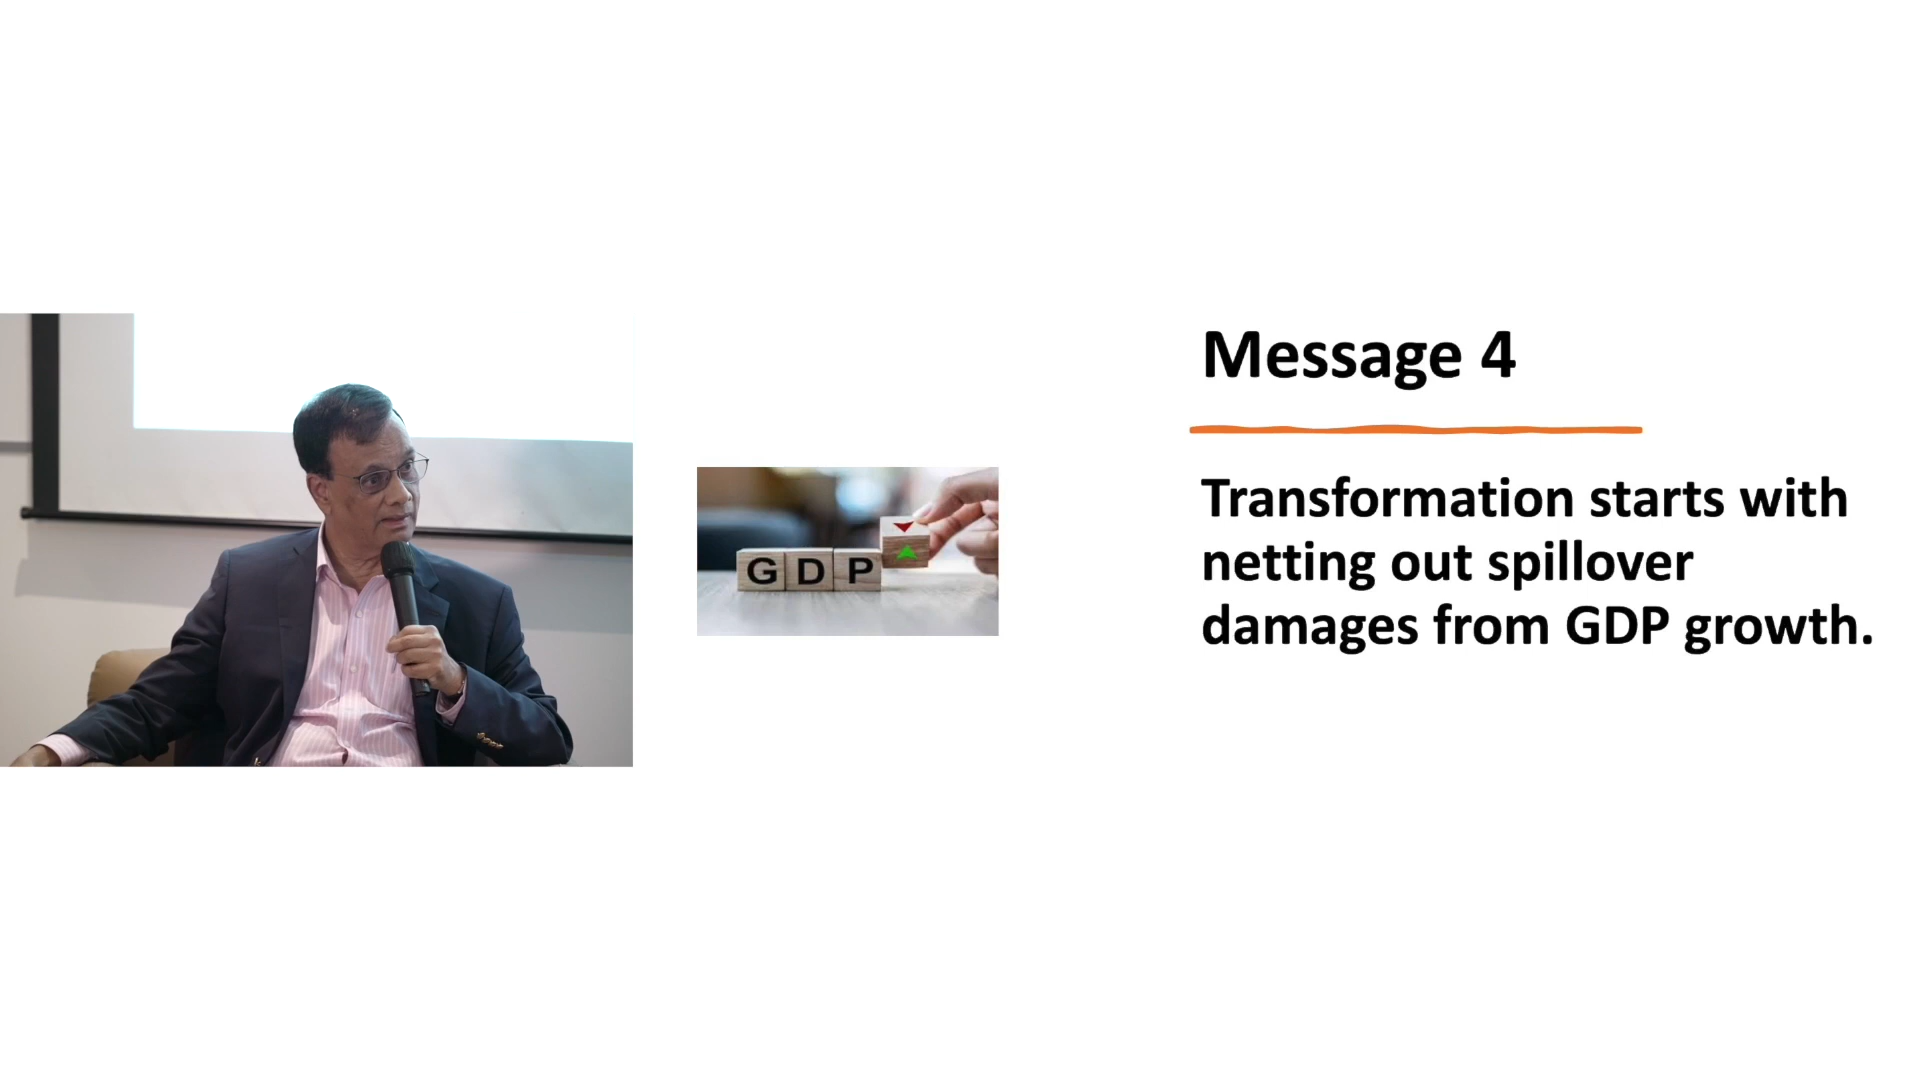 GDP
Message 4
Transformation starts with
netting out spillover
damages from GDP growth.